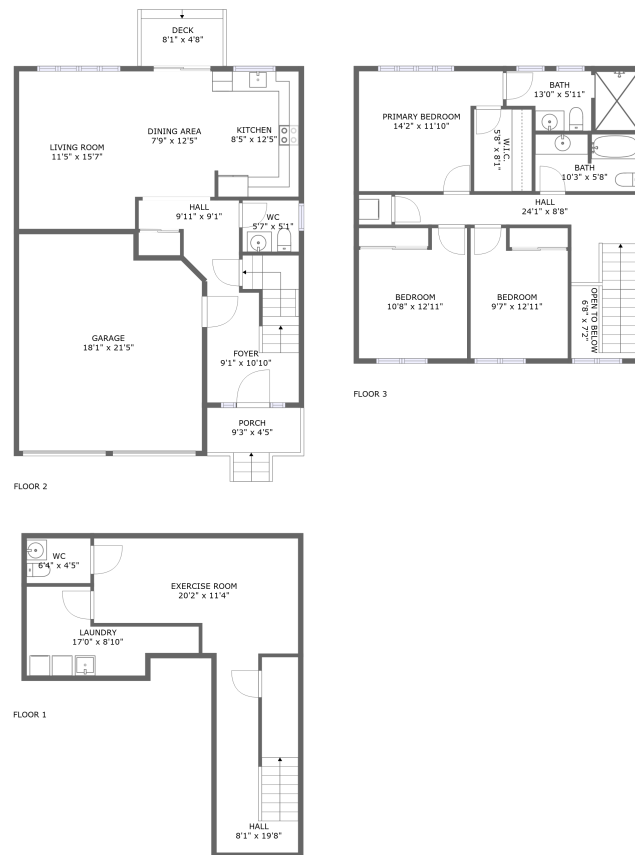 DECK
8'1" x 4'8"
LIVING ROOM
11'5" x 15'7"
DINING AREA
7'9" x 12'5"
KITCHEN
8'5" x 12'5"
HALL
9'11" x 9'1"
WC
5'7" x 5'1"
GARAGE
18'1" x 21'5"
FOYER
9'1" x 10'10"
PORCH
9'3" x 4'5"
FLOOR 2
PRIMARY BEDROOM
14'2" x 11'10"
BATH
13'0" x 5'11"
W.I.C.
5'8" x 8'1"
BATH
10'3" x 5'8"
HALL
24'1" x 8'8"
BEDROOM
10'8" x 12'11"
BEDROOM
9'7" x 12'11"
OPEN TO BELOW
6'8" x 7'2"
FLOOR 3
WC
6'4" x 4'5"
EXERCISE ROOM
20'2" x 11'4"
LAUNDRY
17'0" x 8'10"
HALL
8'1" x 19'8"
FLOOR 1